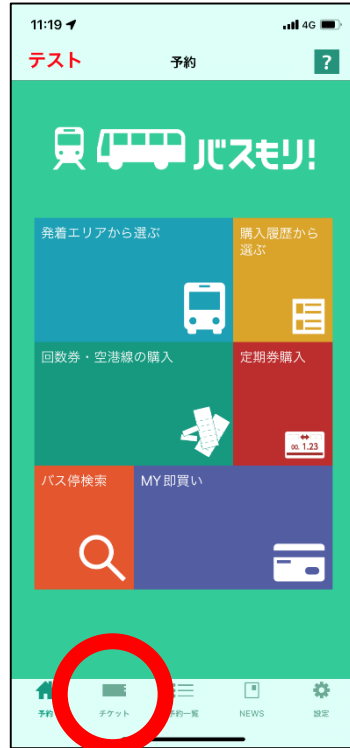 11:19 4G
テスト 予約 ?
バスもり!
発着エリアから選ぶ
購入履歴から
選ぶ
回数券・空港線の購入
定期券購入
00. 1.23
バス停検索
MY即買い
予約 チケット 予約一覧 NEWS 設定